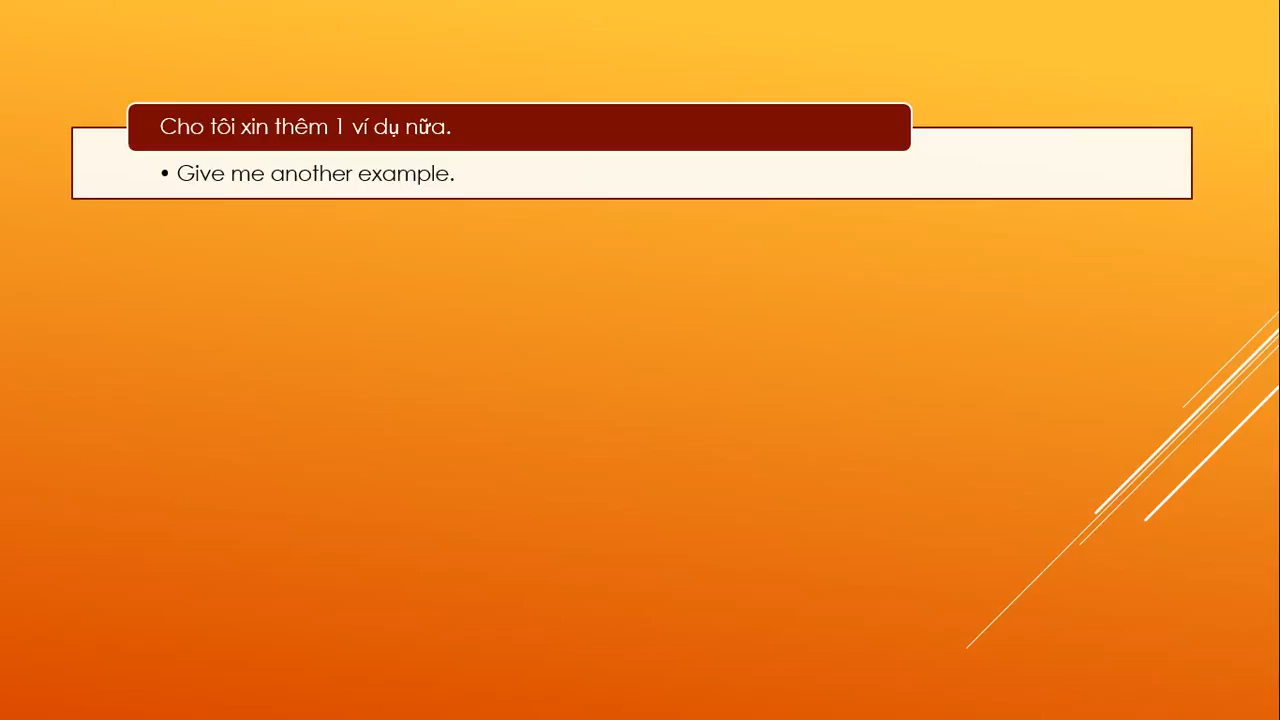 Cho tôi xin thêm 1 ví dụ nữa.
• Give me another example.